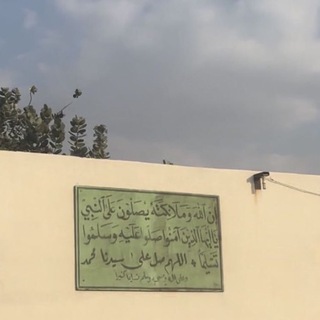 إن الله وملائكته يصلون على النبي
يا أيها الذين آمنوا صلوا عليه وسلموا
تسليما اللهم صل على سيدنا محمد